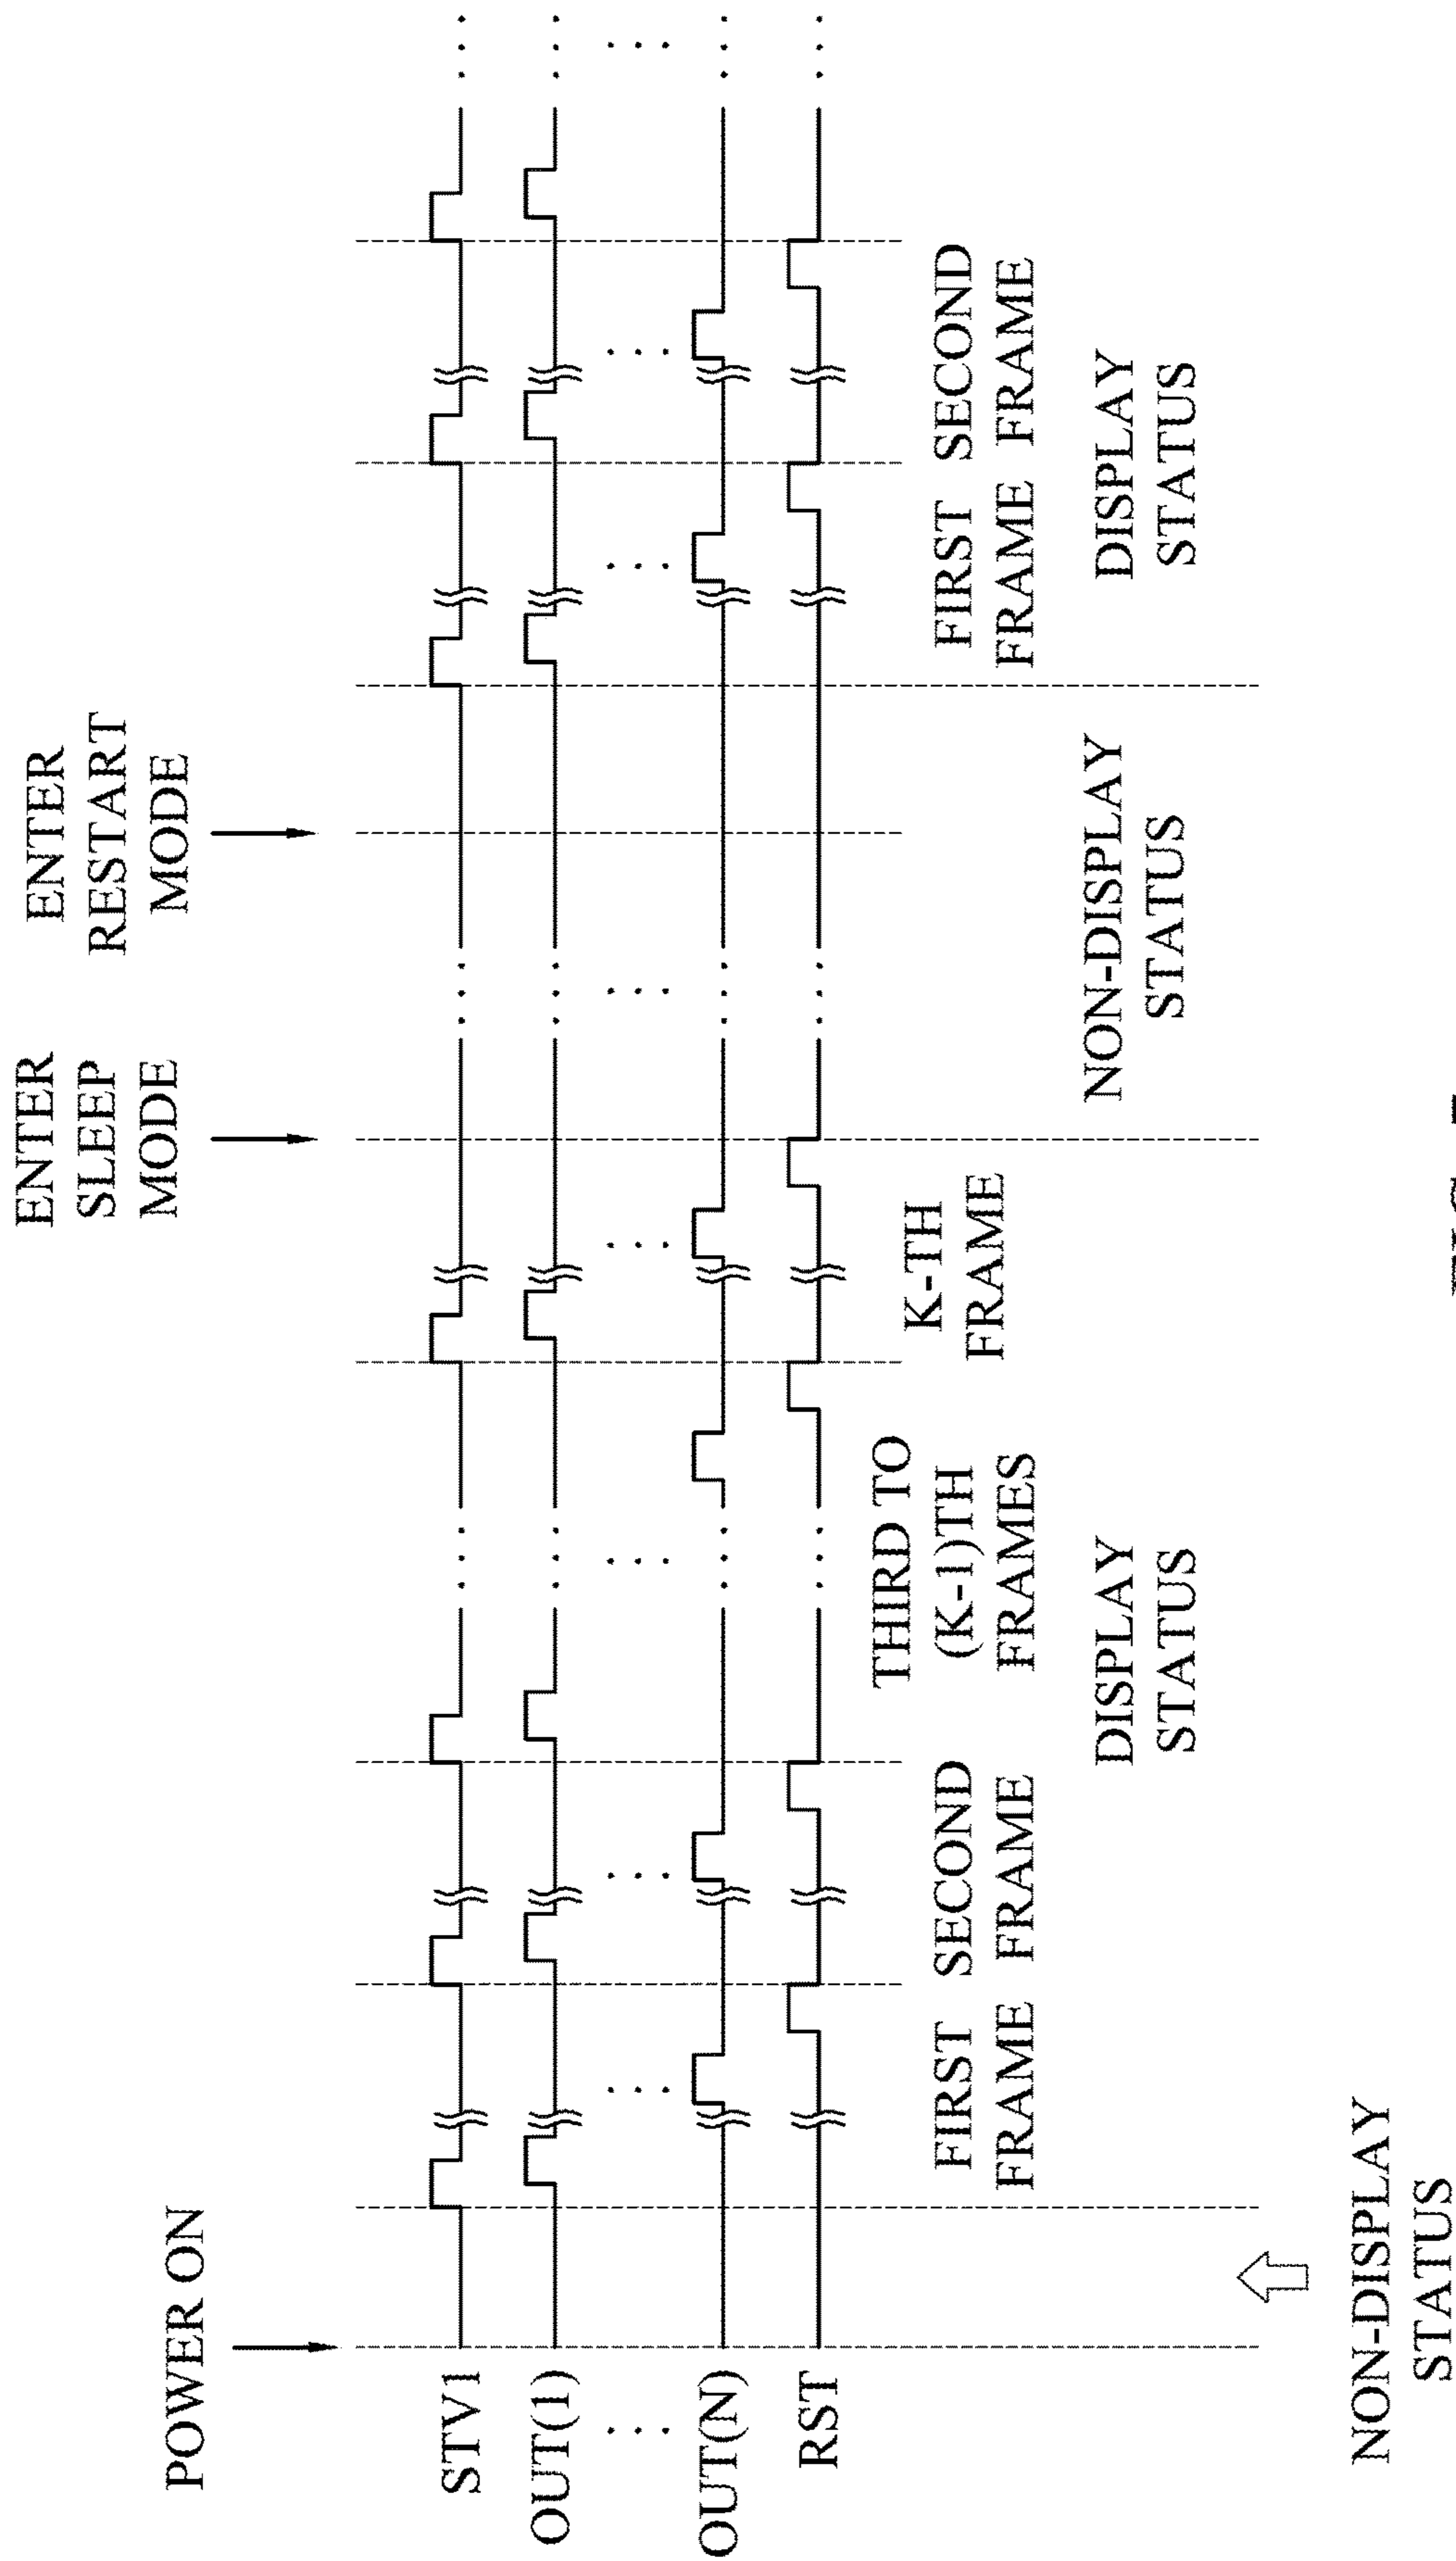 POWER ON
ENTER
SLEEP
MODE
ENTER
RESTART
MODE
STV1
OUT(1)
OUT(N)
RST
FIRST
FRAME
SECOND
FRAME
THIRD TO
(K-1)TH
FRAMES
K-TH
FRAME
FIRST
FRAME
SECOND
FRAME
NON-DISPLAY
STATUS
DISPLAY
STATUS
NON-DISPLAY
STATUS
DISPLAY
STATUS